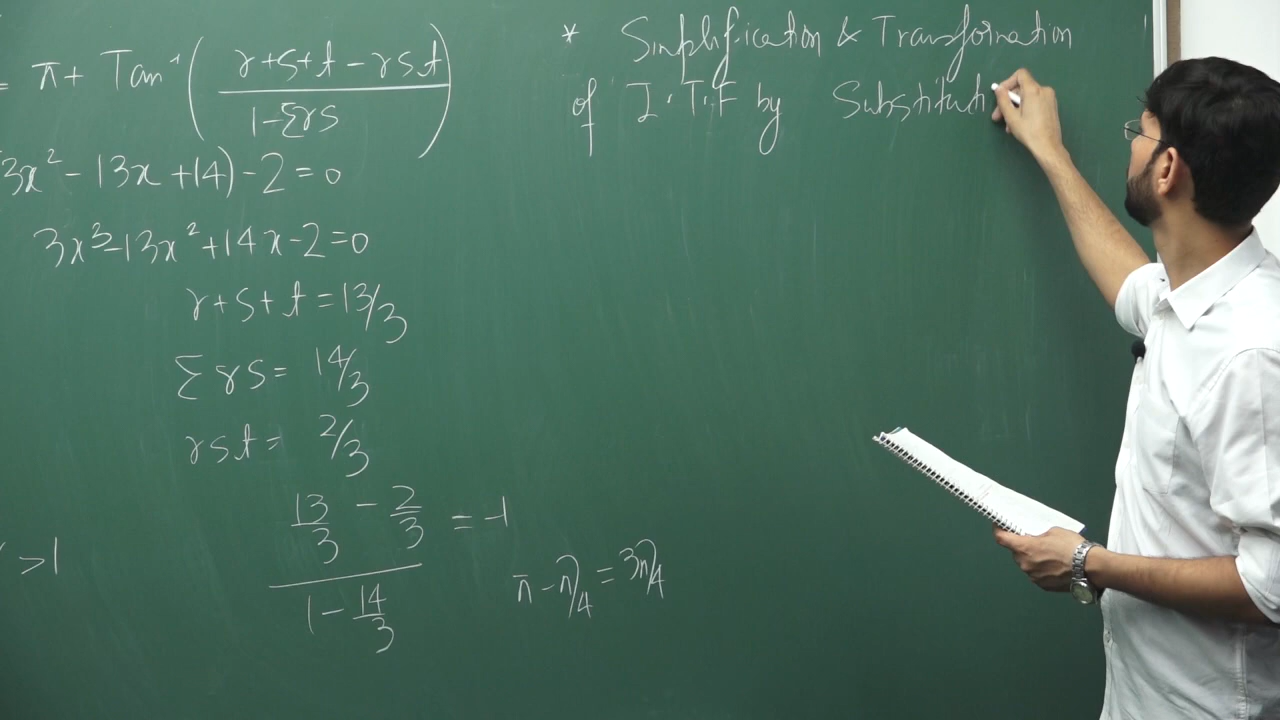 = π + Tan⁻¹ ( (r+s+t - rst) / (1 - Σrs) )
3x² - 13x + 14) - 2 = 0
3x³ - 13x² + 14x - 2 = 0
r+s+t = 13/3
Σrs = 14/3
rst = 2/3
(13/3 - 2/3) / (1 - 14/3) = -1
π - π/4 = 3π/4
>1
* Simplification & Transformation
of I.T.F by Substituti